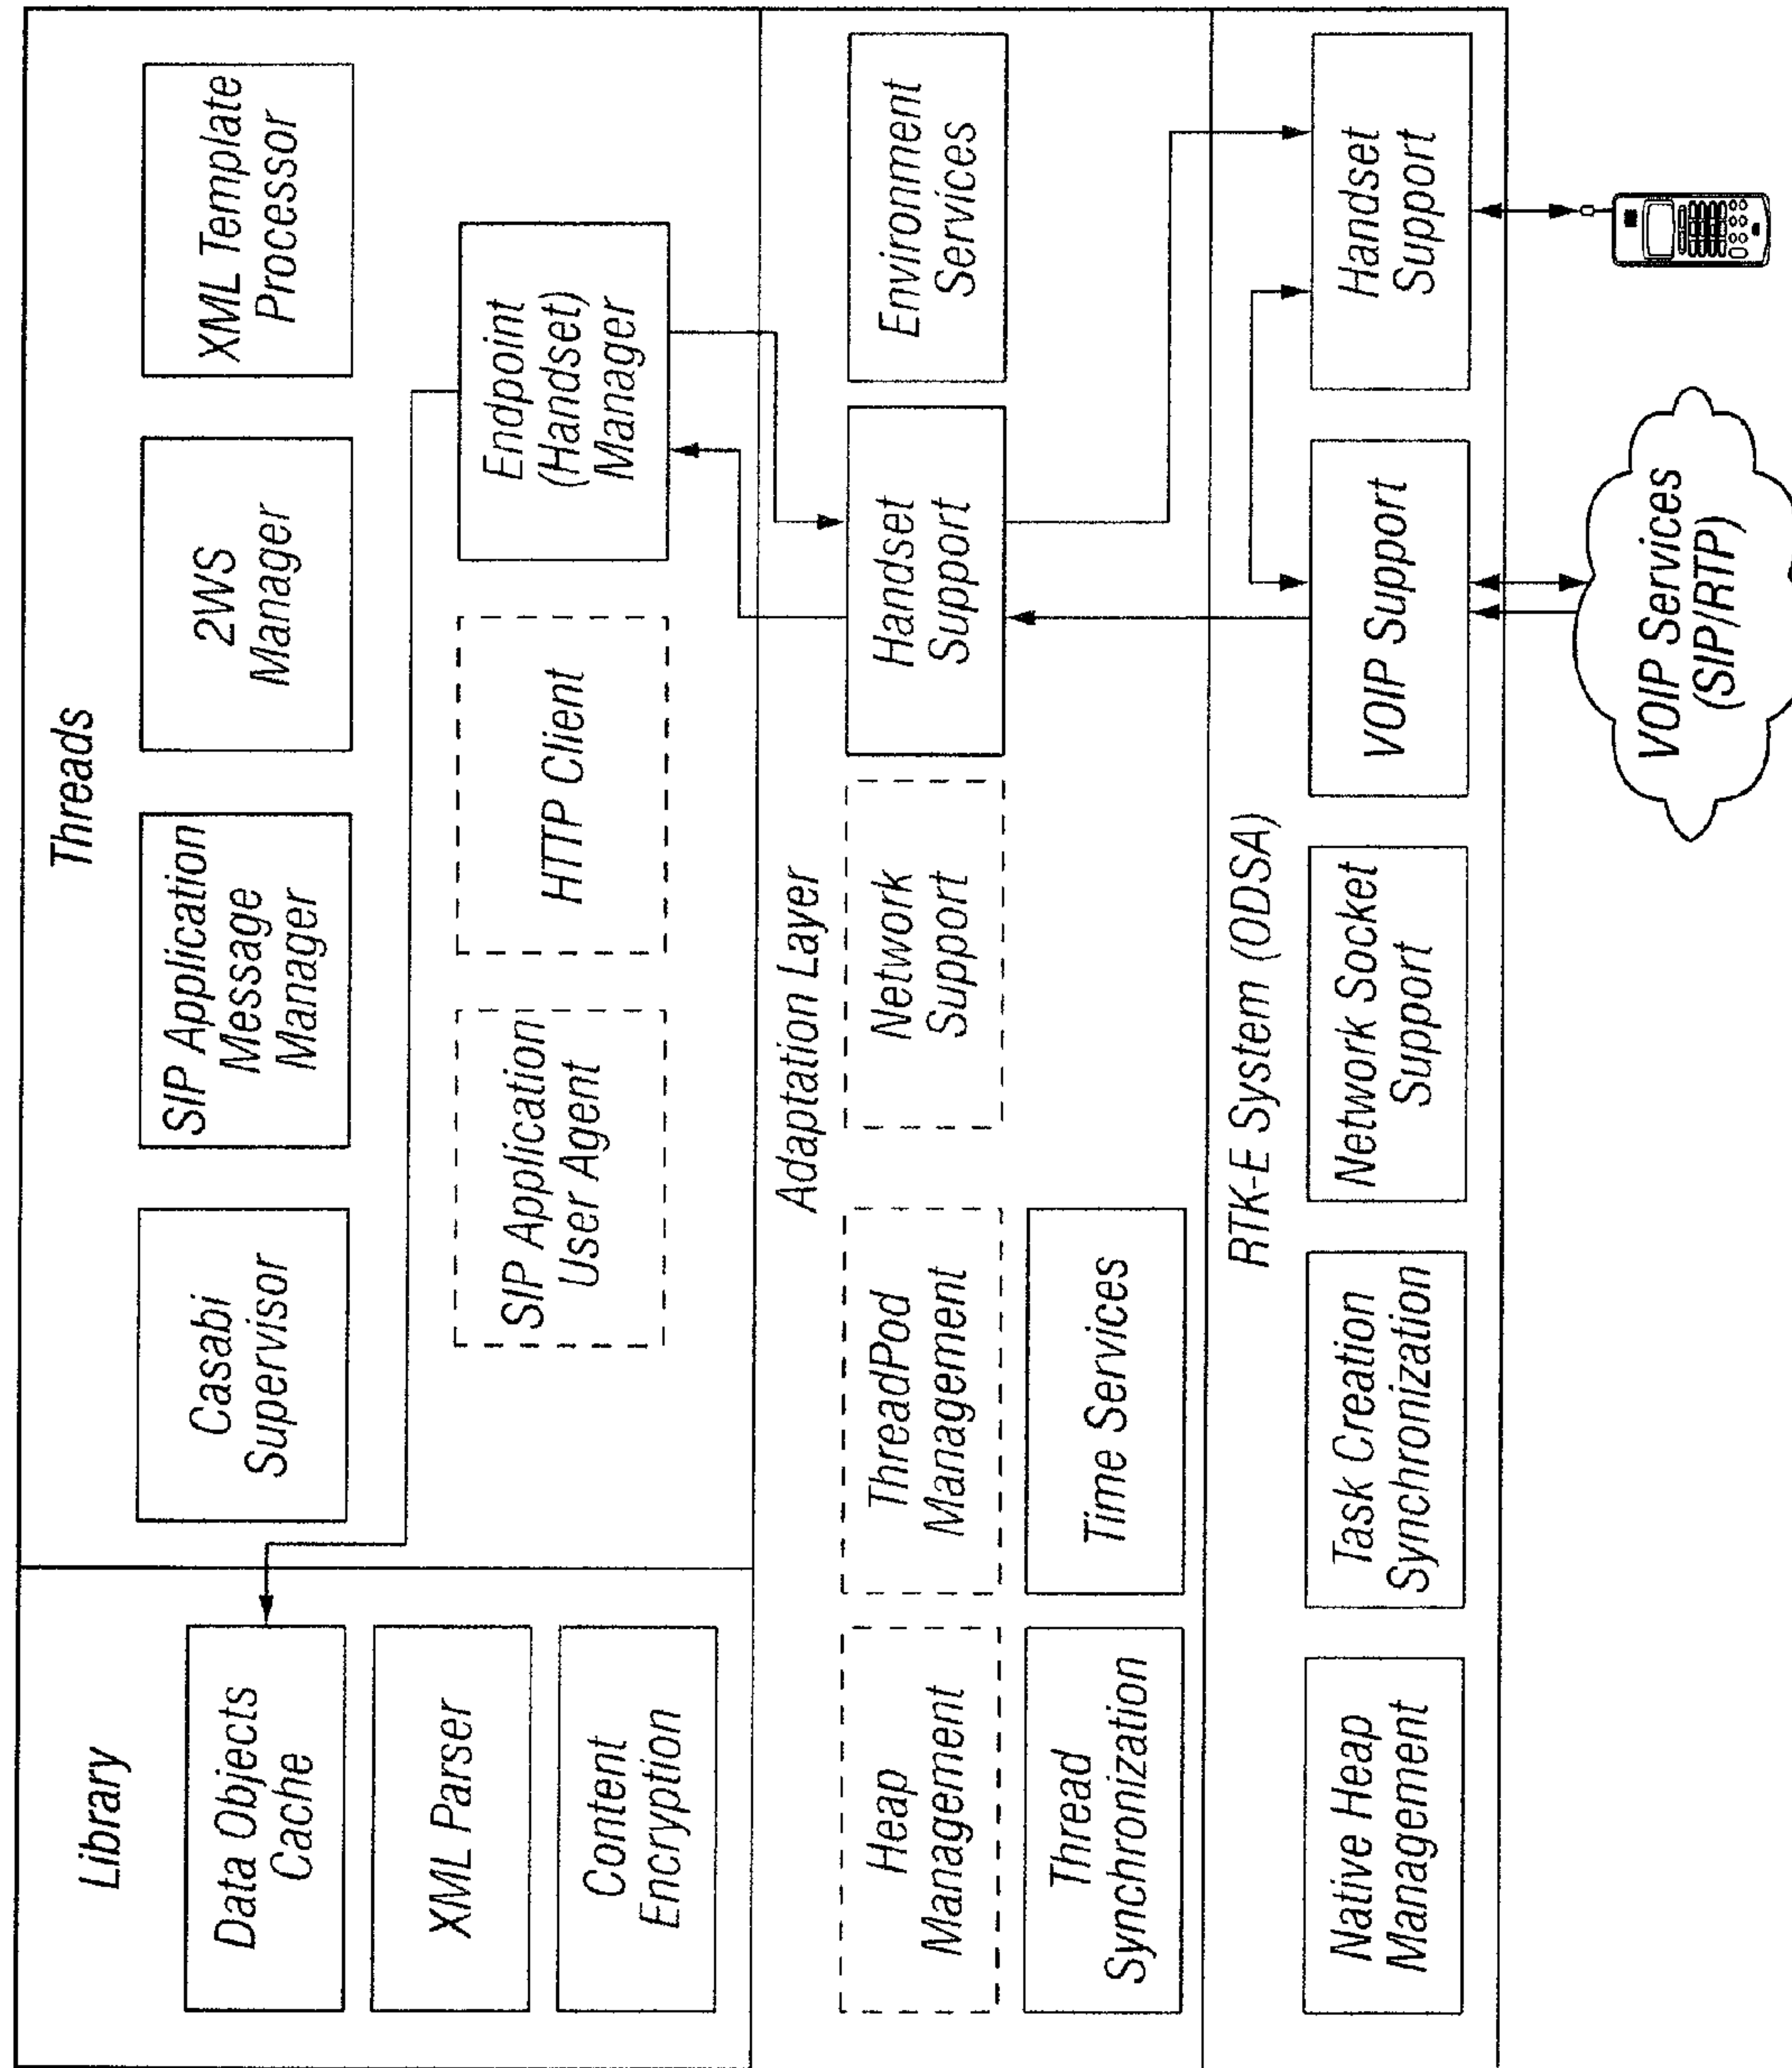 Library
Data Objects
Cache
XML Parser
Content
Encryption
Threads
Casabi
Supervisor
SIP Application
Message
Manager
2WS
Manager
XML Template
Processor
SIP Application
User Agent
HTTP Client
Endpoint
(Handset)
Manager
Adaptation Layer
Heap
Management
ThreadPod
Management
Network
Support
Handset
Support
Environment
Services
Thread
Synchronization
Time Services
RTK-E System (ODSA)
Native Heap
Management
Task Creation
Synchronization
Network Socket
Support
VOIP Support
Handset
Support
VOIP Services
(SIP/RTP)